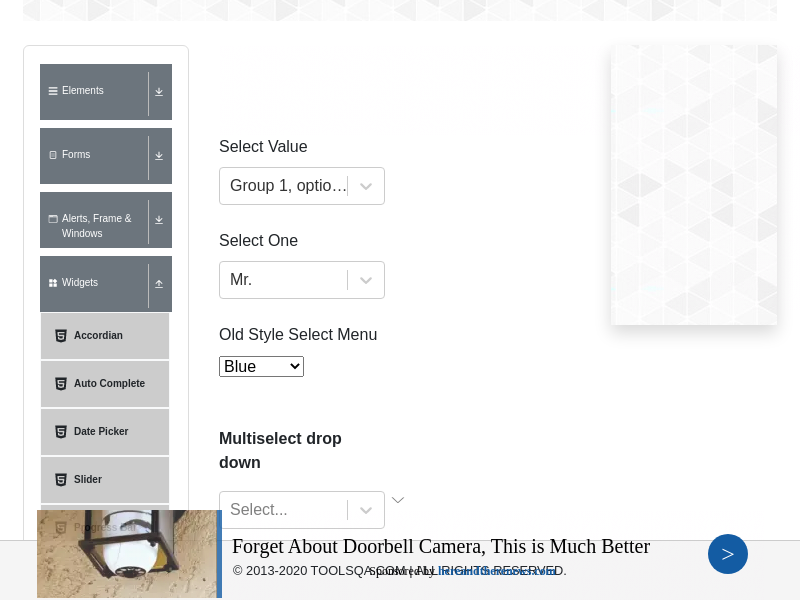 Elements
Forms
Alerts, Frame &
Windows
Widgets
Accordian
Auto Complete
Date Picker
Slider
Progress Bar
Select Value
Group 1, optio...
Select One
Mr.
Old Style Select Menu
Blue
Multiselect drop
down
Select...
Forget About Doorbell Camera, This is Much Better
>
© 2013-2020 TOOLSQA.COM | ALL RIGHTS RESERVED.
Sponsored by